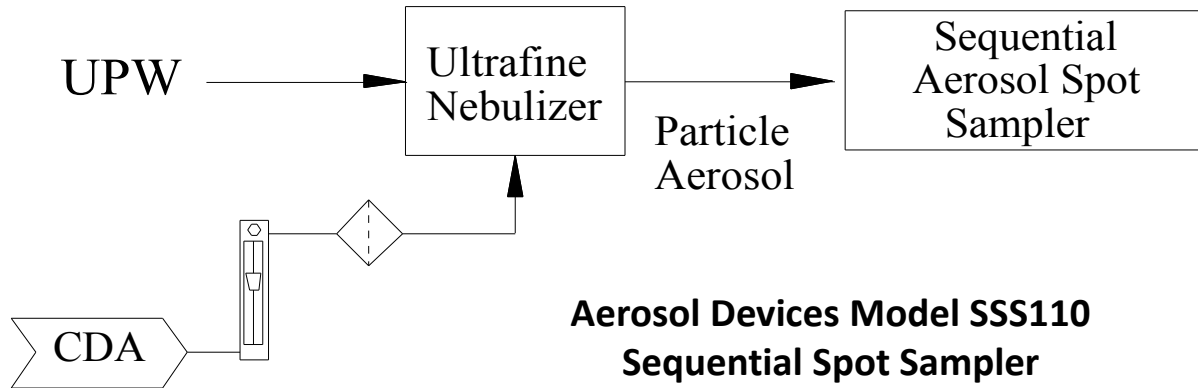 UPW
Ultrafine
Nebulizer
Particle
Aerosol
Sequential
Aerosol Spot
Sampler
CDA
Aerosol Devices Model SSS110
Sequential Spot Sampler